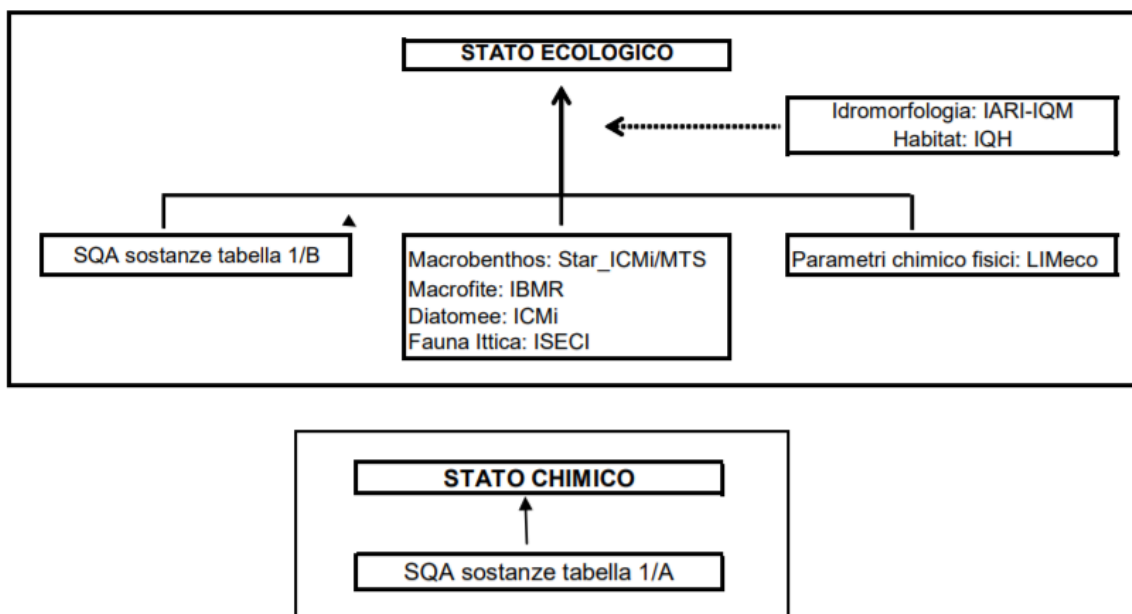 STATO ECOLOGICO
Idromorfologia: IARI-IQM
Habitat: IQH
SQA sostanze tabella 1/B
Macrobenthos: Star_ICMi/MTS
Macrofite: IBMR
Diatomee: ICMi
Fauna Ittica: ISECI
Parametri chimico fisici: LIMeco
STATO CHIMICO
SQA sostanze tabella 1/A